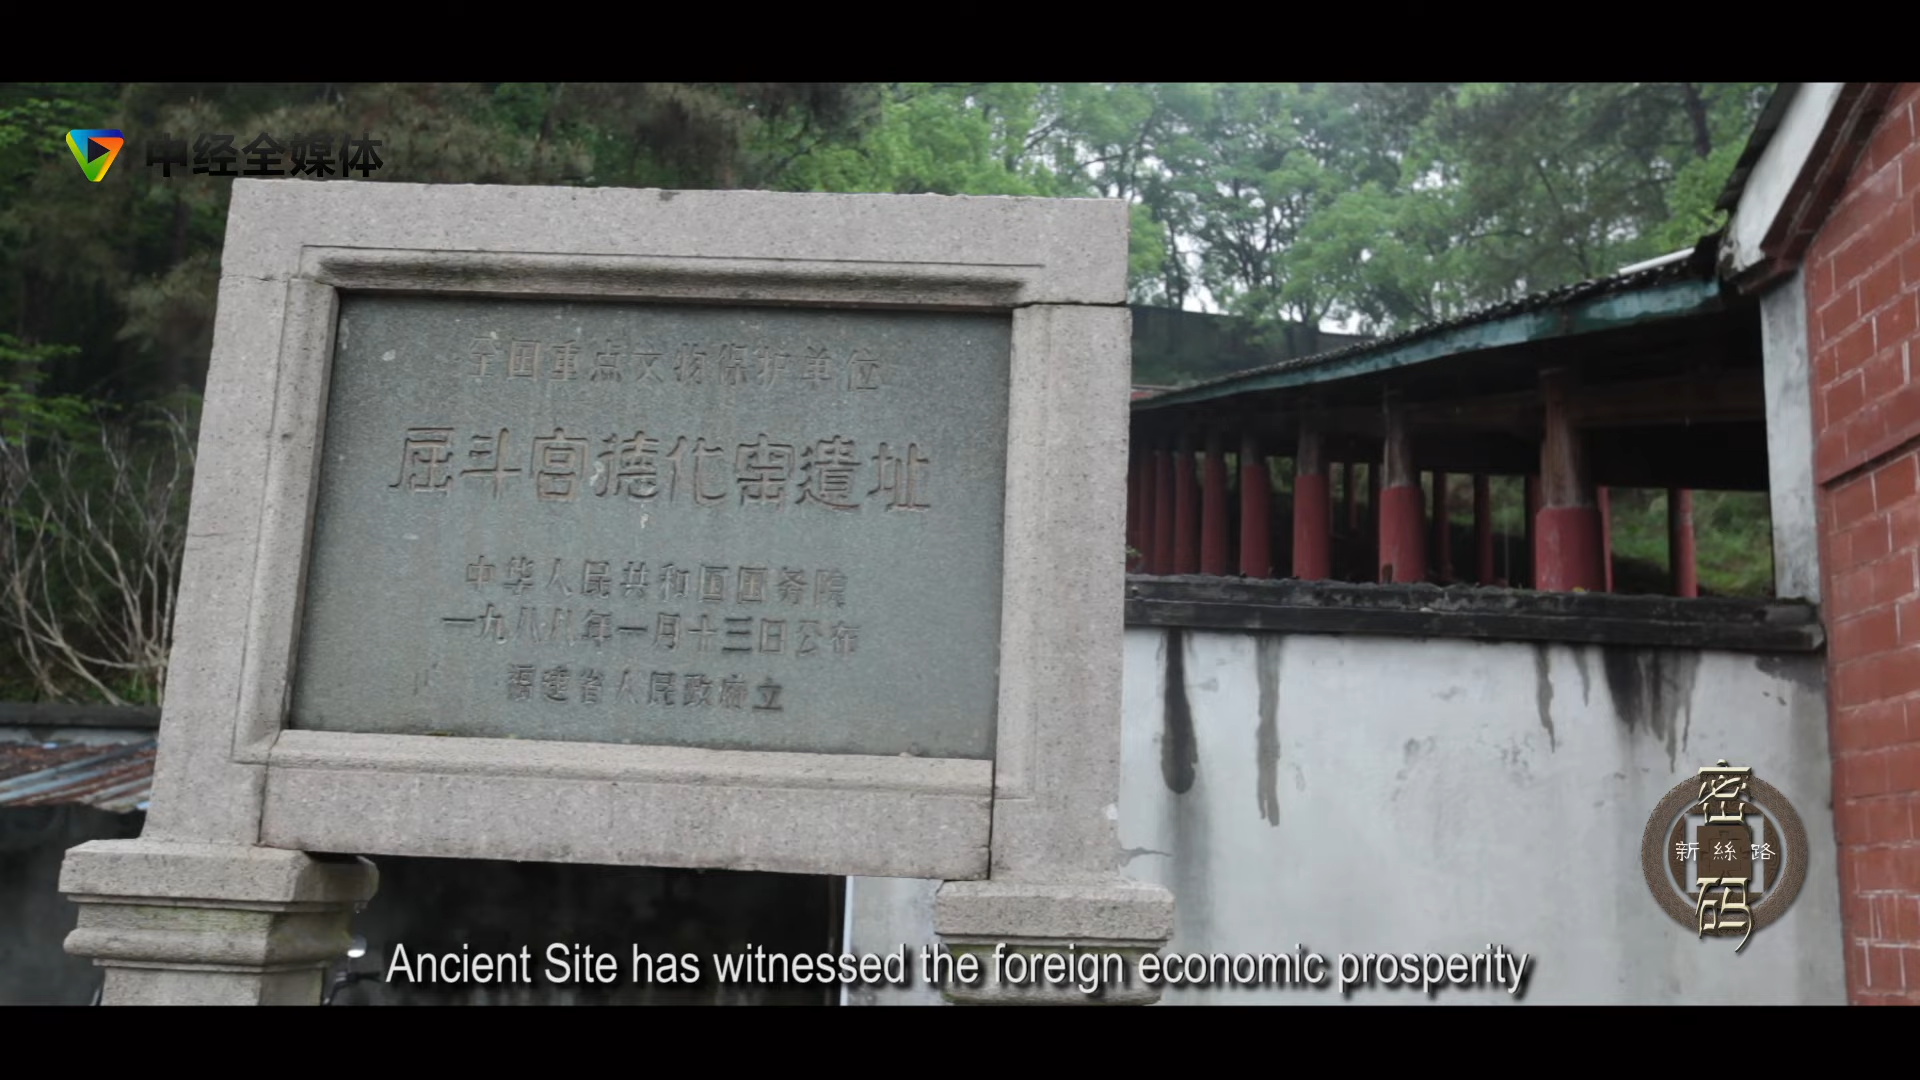 中经全媒体
全国重点文物保护单位
屈斗宫德化窑遗址
中华人民共和国国务院
一九八八年一月十三日公布
福建省人民政府立
密
新絲路
码
Ancient Site has witnessed the foreign economic prosperity